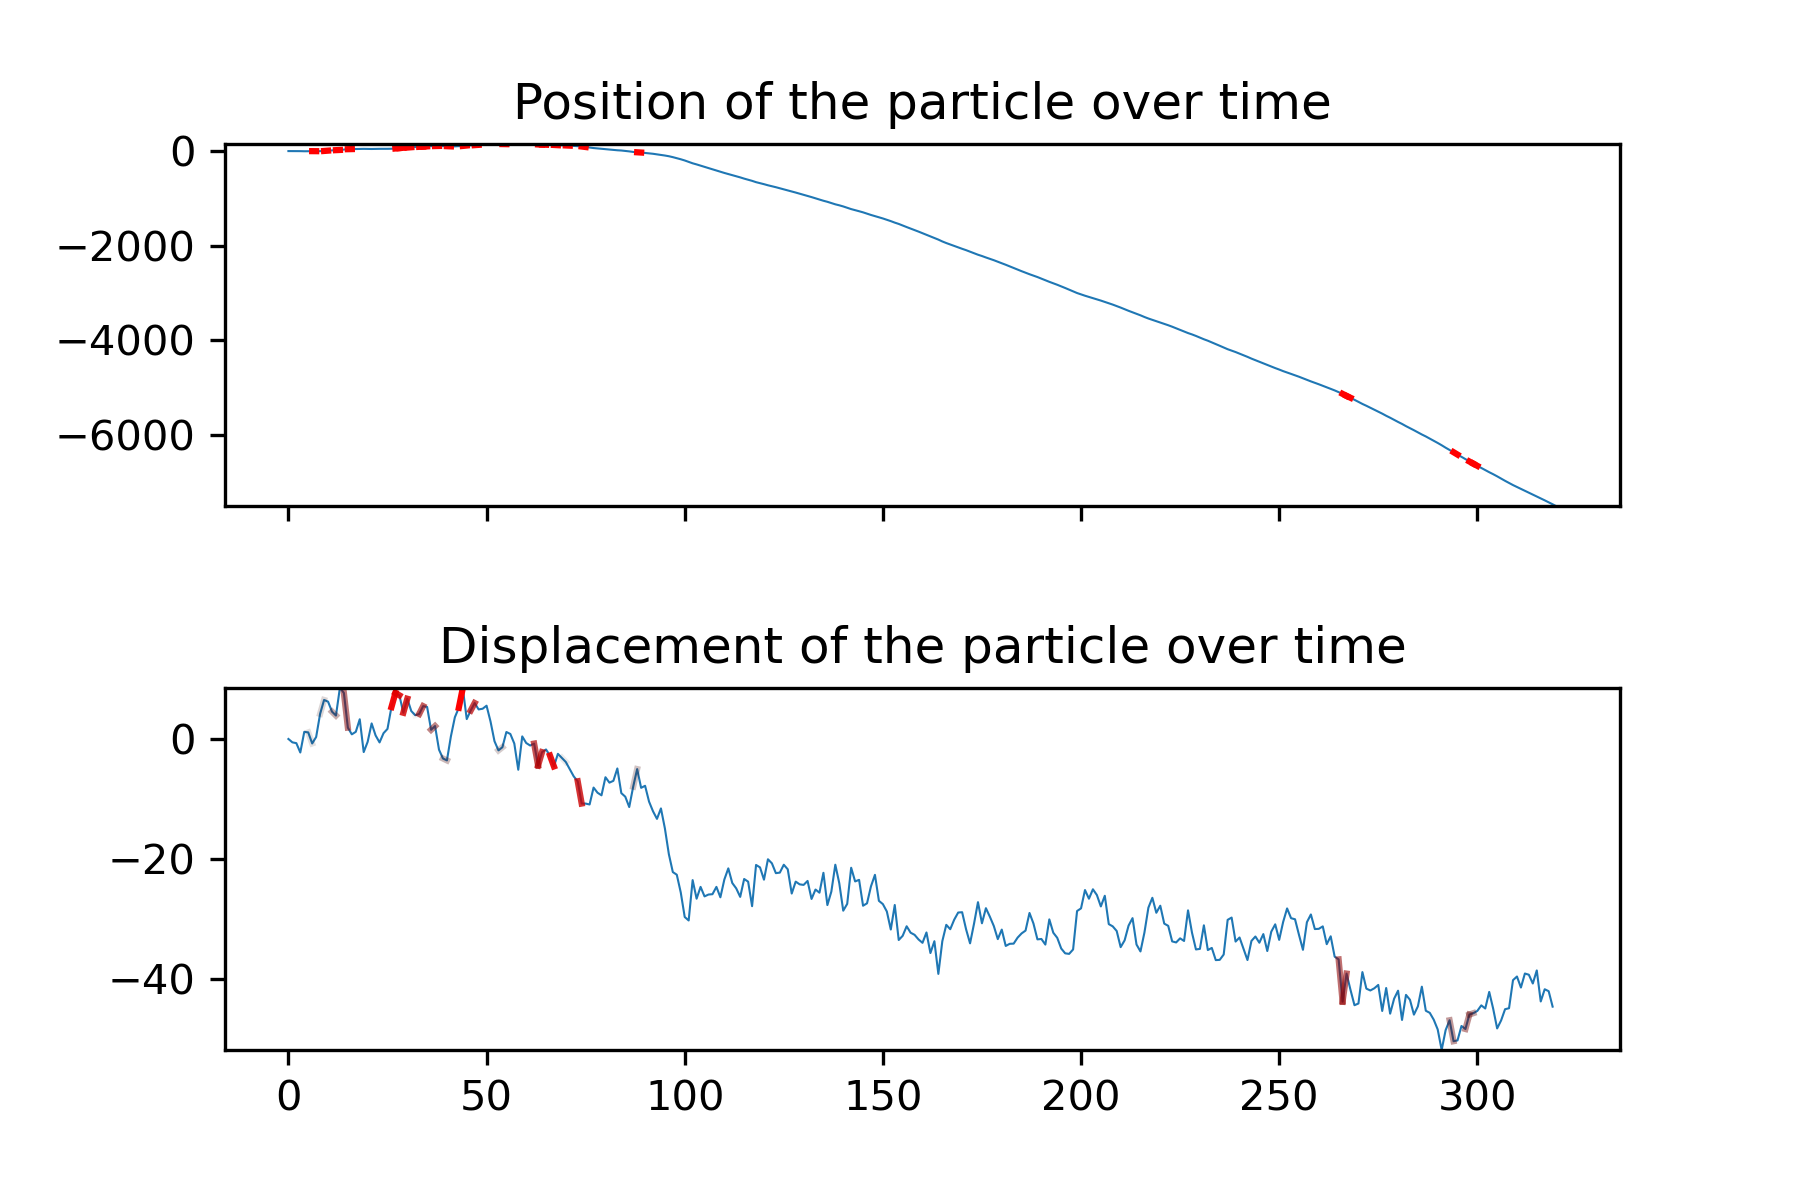 Position of the particle over time
0
−2000
−4000
−6000
Displacement of the particle over time
0
−20
−40
0 50 100 150 200 250 300